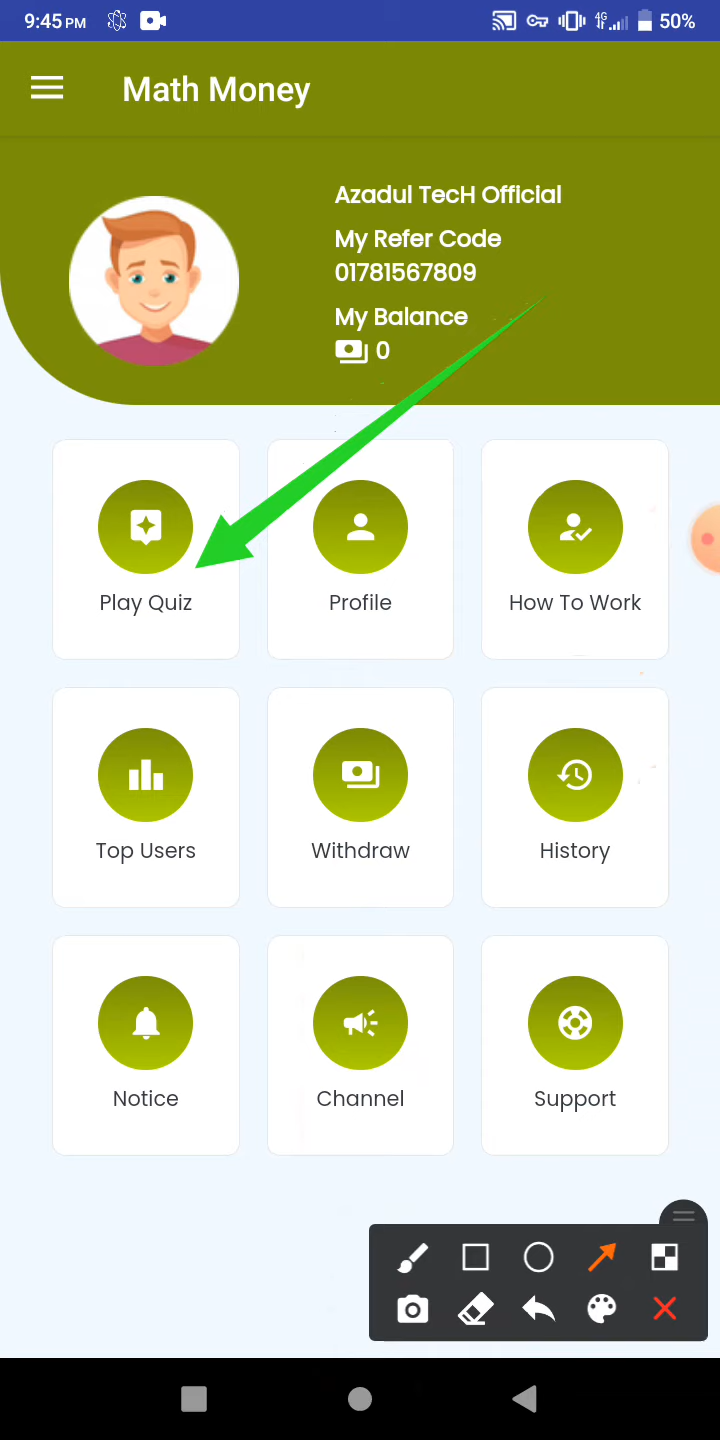 9:45 PM 4G 50%
Math Money
Azadul TecH Official
My Refer Code
01781567809
My Balance
0
Play Quiz Profile How To Work
Top Users Withdraw History
Notice Channel Support